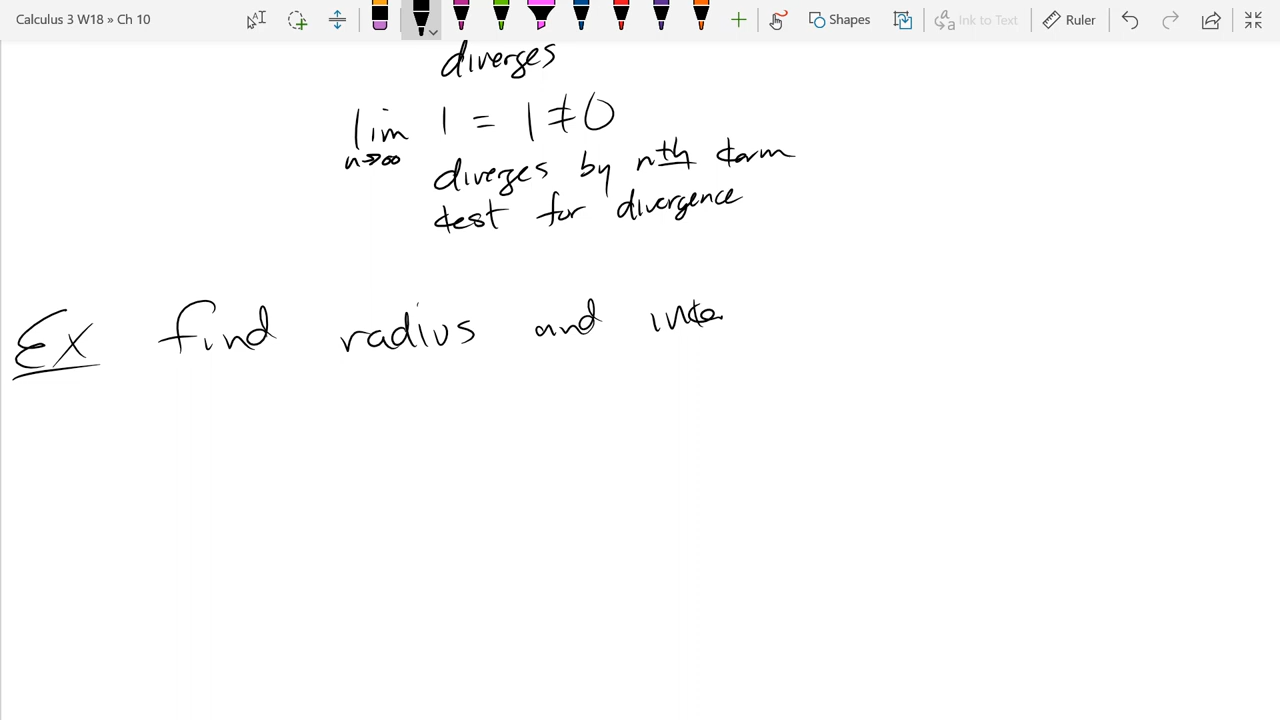 Calculus 3 W18 » Ch 10
Shapes
Ink to Text
Ruler
diverges
lim 1 = 1 ≠ 0
n→∞
diverges by nth term
test for divergence
Ex find radius and inte